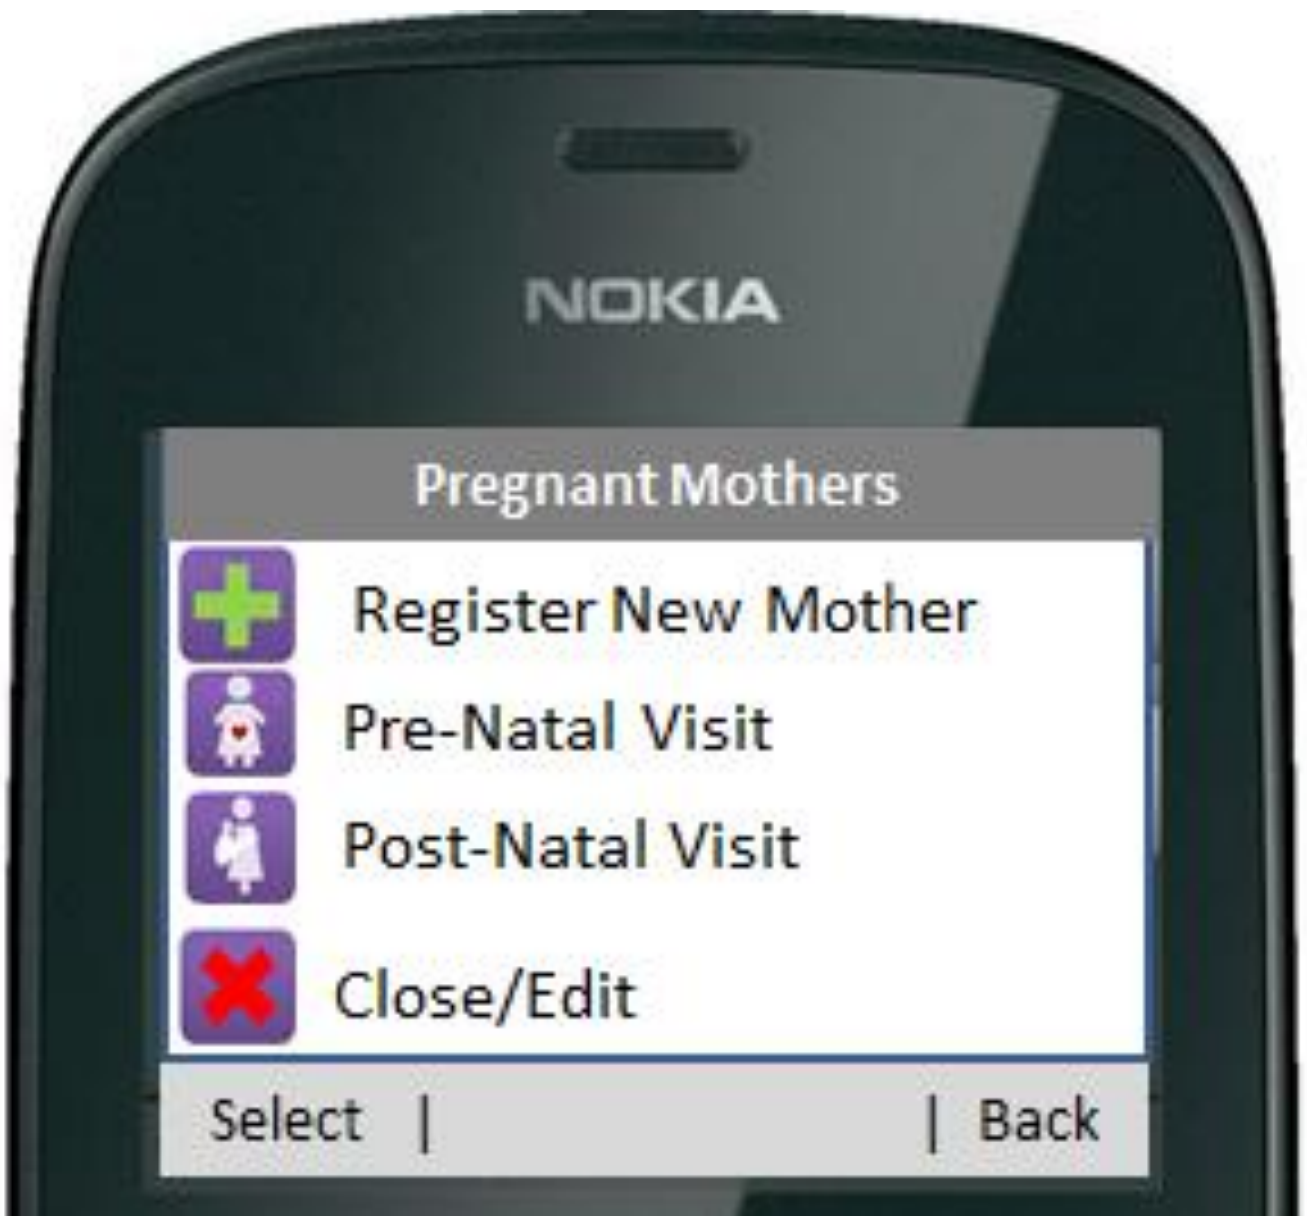 NOKIA
Pregnant Mothers
Register New Mother
Pre-Natal Visit
Post-Natal Visit
Close/Edit
Select | | Back